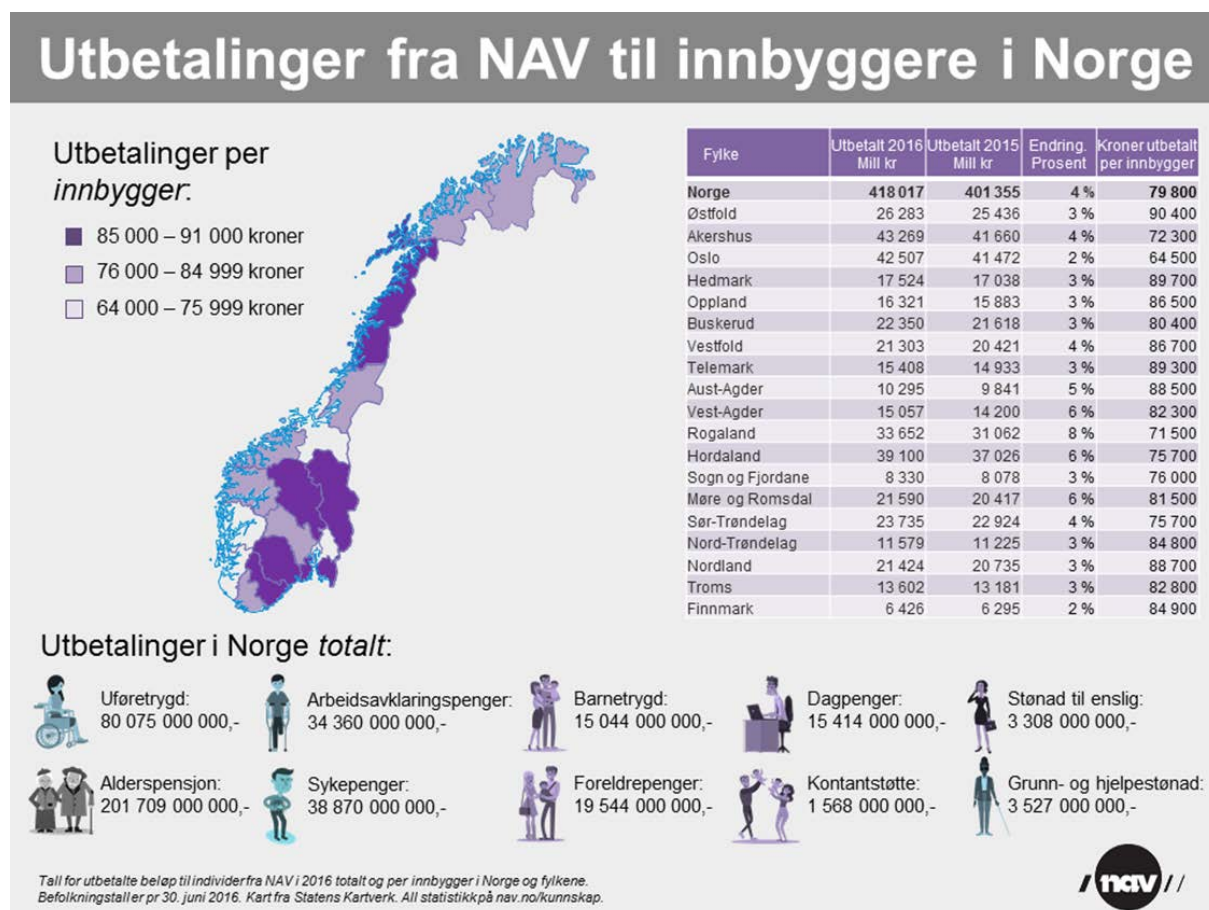 Utbetalinger fra NAV til innbyggere i Norge
Utbetalinger per
innbygger:
85 000 – 91 000 kroner
76 000 – 84 999 kroner
64 000 – 75 999 kroner
Fylke Utbetalt 2016 Mill kr Utbetalt 2015 Mill kr Endring. Prosent Kroner utbetalt per innbygger
Norge 418 017 401 355 4 % 79 800
Østfold 26 283 25 436 3 % 90 400
Akershus 43 269 41 660 4 % 72 300
Oslo 42 507 41 472 2 % 64 500
Hedmark 17 524 17 038 3 % 89 700
Oppland 16 321 15 883 3 % 86 500
Buskerud 22 350 21 618 3 % 80 400
Vestfold 21 303 20 421 4 % 86 700
Telemark 15 408 14 933 3 % 89 300
Aust-Agder 10 295 9 841 5 % 88 500
Vest-Agder 15 057 14 200 6 % 82 300
Rogaland 33 652 31 062 8 % 71 500
Hordaland 39 100 37 026 6 % 75 700
Sogn og Fjordane 8 330 8 078 3 % 76 000
Møre og Romsdal 21 590 20 417 6 % 81 500
Sør-Trøndelag 23 735 22 924 4 % 75 700
Nord-Trøndelag 11 579 11 225 3 % 84 800
Nordland 21 424 20 735 3 % 88 700
Troms 13 602 13 181 3 % 82 800
Finnmark 6 426 6 295 2 % 84 900
Utbetalinger i Norge totalt:
Uføretrygd:
80 075 000 000,-
Arbeidsavklaringspenger:
34 360 000 000,-
Barnetrygd:
15 044 000 000,-
Dagpenger:
15 414 000 000,-
Stønad til enslig:
3 308 000 000,-
Alderspensjon:
201 709 000 000,-
Sykepenger:
38 870 000 000,-
Foreldrepenger:
19 544 000 000,-
Kontantstøtte:
1 568 000 000,-
Grunn- og hjelpestønad:
3 527 000 000,-
Tall for utbetalte beløp til individer fra NAV i 2016 totalt og per innbygger i Norge og fylkene.
Befolkningstall er pr 30. juni 2016. Kart fra Statens Kartverk. All statistikk på nav.no/kunnskap.
nav